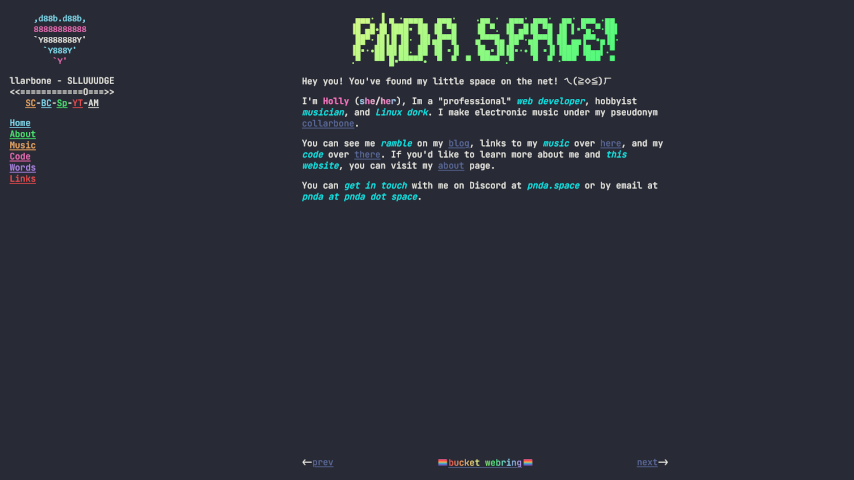 PNDA SPACE
,d88b.d88b,
88888888888
`Y8888888Y'
`Y888Y'
`Y'
llarbone - SLLUUUDGE
<<============O===>>
SC-BC-Sp-YT-AM
Home
About
Music
Code
Words
Links
Hey you! You've found my little space on the net! ヘ(≧◇≦)ㄏ
I'm Holly (she/her), Im a "professional" web developer, hobbyist
musician, and Linux dork. I make electronic music under my pseudonym
collarbone.
You can see me ramble on my blog, links to my music over here, and my
code over there. If you'd like to learn more about me and this
website, you can visit my about page.
You can get in touch with me on Discord at pnda.space or by email at
pnda at pnda dot space.
←prev
bucket webring
next→